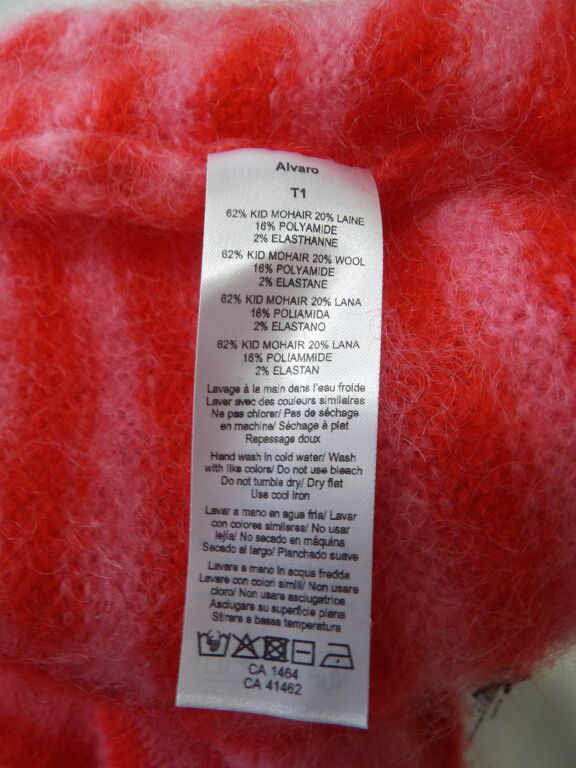 Alvaro
T1
62% KID MOHAIR 20% LAINE
16% POLYAMIDE
2% ELASTHANNE
62% KID MOHAIR 20% WOOL
16% POLYAMIDE
2% ELASTANE
62% KID MOHAIR 20% LANA
16% POLIAMIDA
2% ELASTANO
62% KID MOHAIR 20% LANA
16% POLIAMMIDE
2% ELASTAN
Lavage à la main dans l'eau froide
Laver avec des couleurs similaires
Ne pas chlorer/ Pas de séchage
en machine/ Séchage à plat
Repassage doux
Hand wash in cold water/ Wash
with like colors/ Do not use bleach
Do not tumble dry/ Dry flat
Use cool iron
Lavar a mano en agua fria/ Lavar
con colores similares/ No usar
lejía/ No secado en máquina
Secado al largo/ Planchado suave
Lavare a mano in acqua fredda
Lavare con colori simili/ Non usare
cloro/ Non usare asciugatrice
Asciugare su superficie piana
Stirare a bassa temperatura
CA 1464
CA 41462